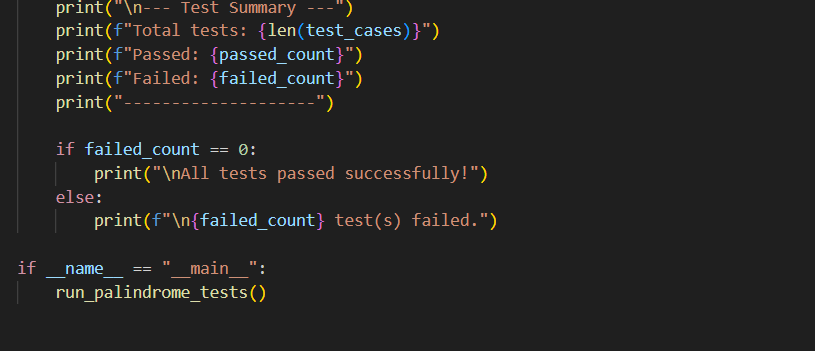 print("\n--- Test Summary ---")
    print(f"Total tests: {len(test_cases)}")
    print(f"Passed: {passed_count}")
    print(f"Failed: {failed_count}")
    print("--------------------")

    if failed_count == 0:
        print("\nAll tests passed successfully!")
    else:
        print(f"\n{failed_count} test(s) failed.")

if __name__ == "__main__":
    run_palindrome_tests()